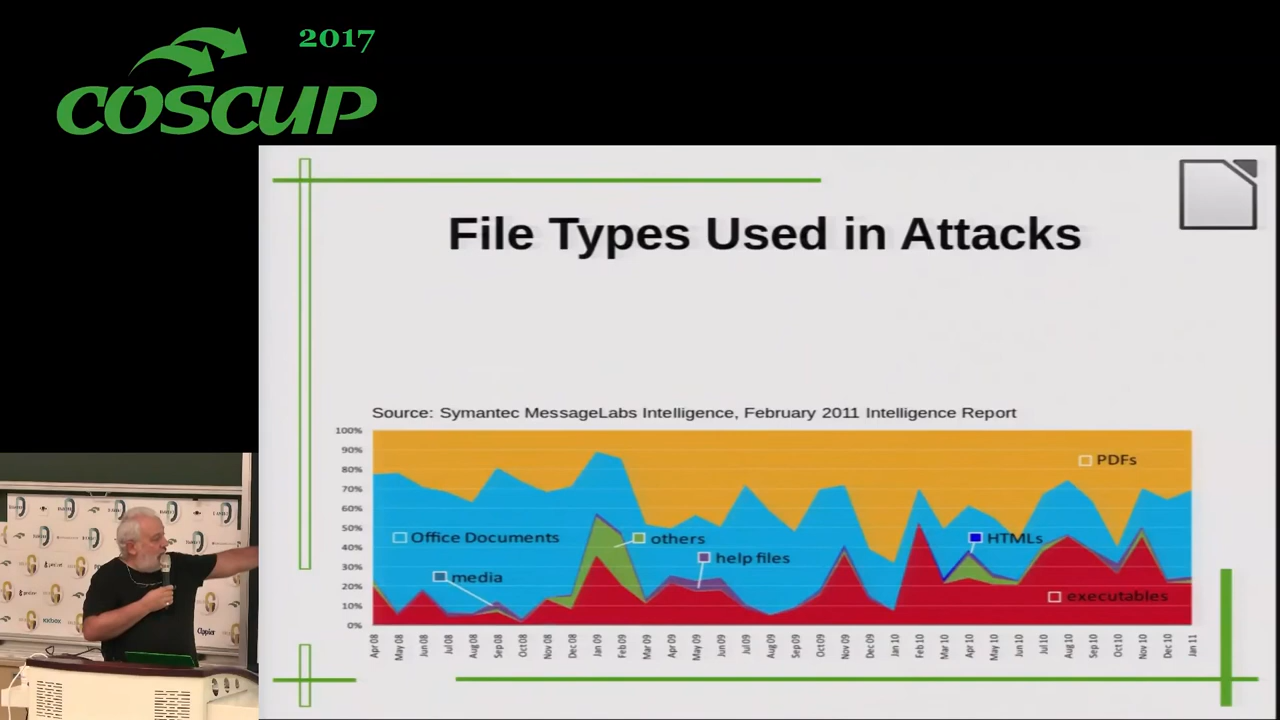 2017
COSCUP
File Types Used in Attacks
Source: Symantec MessageLabs Intelligence, February 2011 Intelligence Report
100%
90%
80%
70%
60%
50%
40%
30%
20%
10%
0%
PDFs
Office Documents
others
HTMLs
help files
media
executables
Apr 08
May 08
Jun 08
Jul 08
Aug 08
Sep 08
Oct 08
Nov 08
Dec 08
Jan 09
Feb 09
Mar 09
Apr 09
May 09
Jun 09
Jul 09
Aug 09
Sep 09
Oct 09
Nov 09
Dec 09
Jan 10
Feb 10
Mar 10
Apr 10
May 10
Jun 10
Jul 10
Aug 10
Sep 10
Oct 10
Nov 10
Dec 10
Jan 11